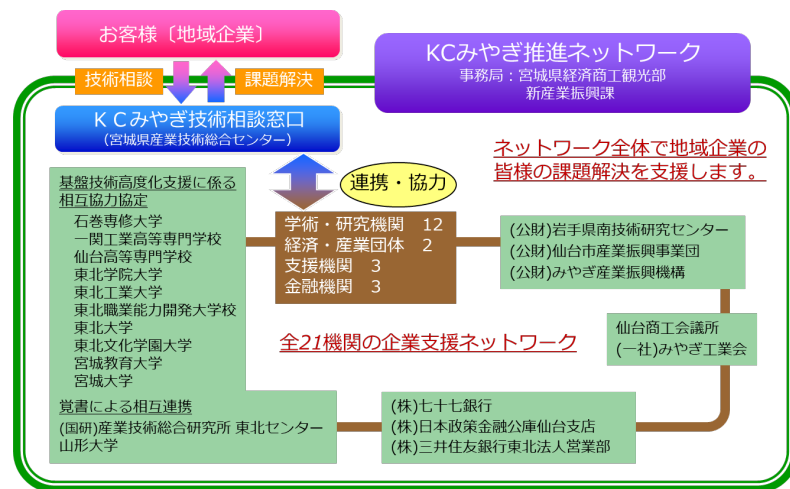 お客様〔地域企業〕
技術相談
課題解決
KCみやぎ推進ネットワーク
事務局：宮城県経済商工観光部
新産業振興課
ＫＣみやぎ技術相談窓口
（宮城県産業技術総合センター）
連携・協力
ネットワーク全体で地域企業の
皆様の課題解決を支援します。
基盤技術高度化支援に係る
相互協力協定
石巻専修大学
一関工業高等専門学校
仙台高等専門学校
東北学院大学
東北工業大学
東北職業能力開発大学校
東北大学
東北文化学園大学
宮城教育大学
宮城大学
覚書による相互連携
(国研)産業技術総合研究所 東北センター
山形大学
学術・研究機関　12
経済・産業団体　2
支援機関　3
金融機関　3
(公財)岩手県南技術研究センター
(公財)仙台市産業振興事業団
(公財)みやぎ産業振興機構
仙台商工会議所
(一社)みやぎ工業会
全21機関の企業支援ネットワーク
(株)七十七銀行
(株)日本政策金融公庫仙台支店
(株)三井住友銀行東北法人営業部